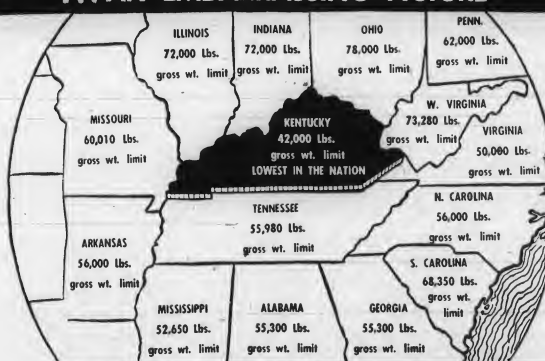 ILLINOIS
72,000 Lbs.
gross wt. limit
INDIANA
72,000 Lbs.
gross wt. limit
OHIO
78,000 Lbs.
gross wt. limit
PENN.
62,000 Lbs.
gross wt. limit
MISSOURI
60,010 Lbs.
gross wt. limit
KENTUCKY
42,000 Lbs.
gross wt. limit
LOWEST IN THE NATION
W. VIRGINIA
73,280 Lbs.
gross wt. limit
VIRGINIA
50,000 Lbs.
gross wt. limit
TENNESSEE
55,980 Lbs.
gross wt. limit
N. CAROLINA
56,000 Lbs.
gross wt. limit
ARKANSAS
56,000 Lbs.
gross wt. limit
S. CAROLINA
68,350 Lbs.
gross wt.
limit
MISSISSIPPI
52,650 Lbs.
gross wt. limit
ALABAMA
55,300 Lbs.
gross wt. limit
GEORGIA
55,300 Lbs.
gross wt. limit